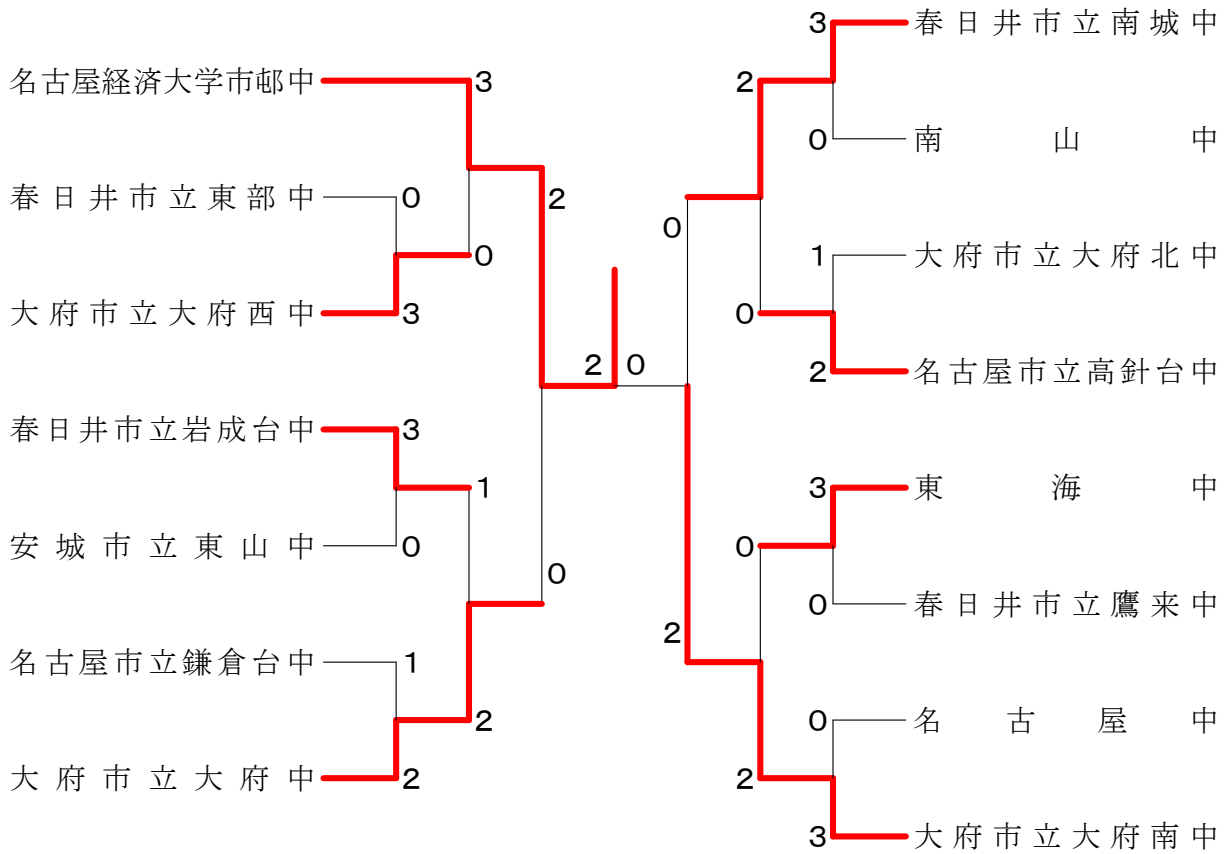 3 春日井市立南城中
名古屋経済大学市邨中 3
2
0 南山中
春日井市立東部中 0
2
0
0
1 大府市立大府北中
大府市立大府西中 3
0
2 0
2 名古屋市立高針台中
春日井市立岩成台中 3
1
3 東海中
安城市立東山中 0
0
0
0 春日井市立鷹来中
2
名古屋市立鎌倉台中 1
2
0 名古屋中
大府市立大府中 2
2
3 大府市立大府南中